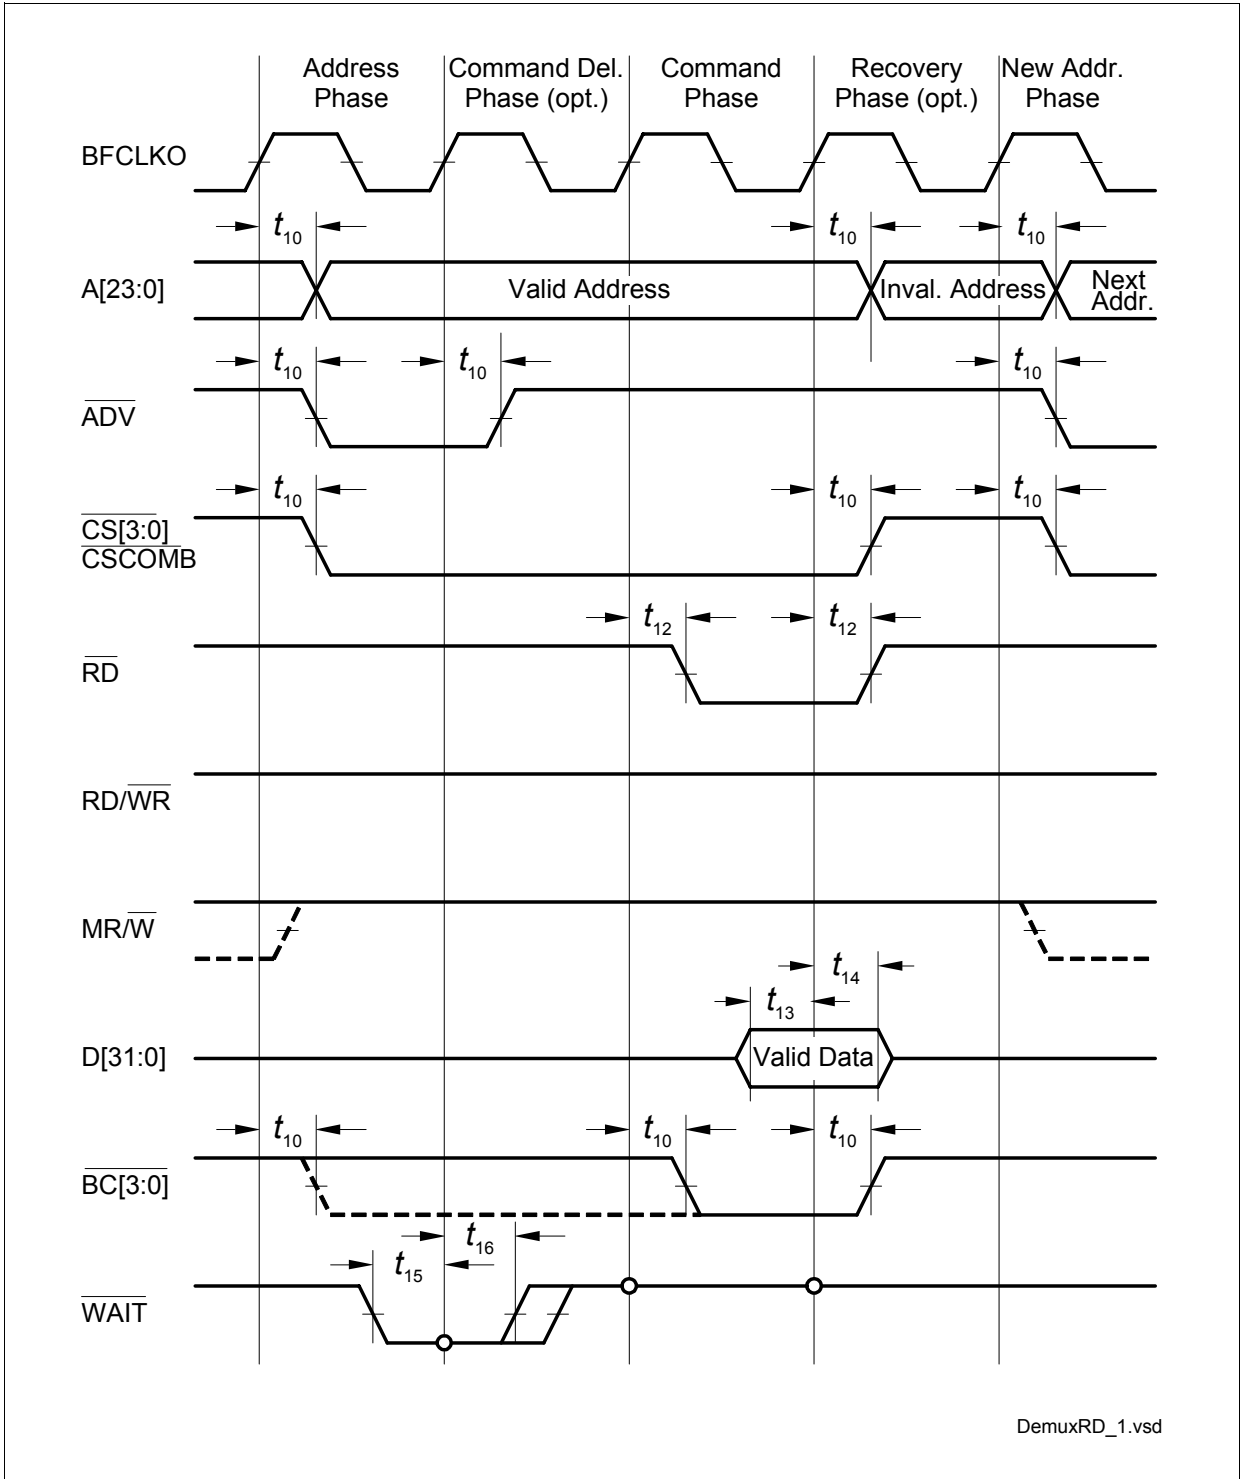 Address Phase
Command Del. Phase (opt.)
Command Phase
Recovery Phase (opt.)
New Addr. Phase
BFCLKO
t10 t10 t10
A[23:0] Valid Address Inval. Address Next Addr.
t10 t10 t10
ADV
t10 t10 t10
CS[3:0]
CSCOMB
t12 t12
RD
RD/WR
MR/W
t14
t13
D[31:0] Valid Data
t10 t10 t10
BC[3:0]
t16
t15
WAIT
DemuxRD_1.vsd